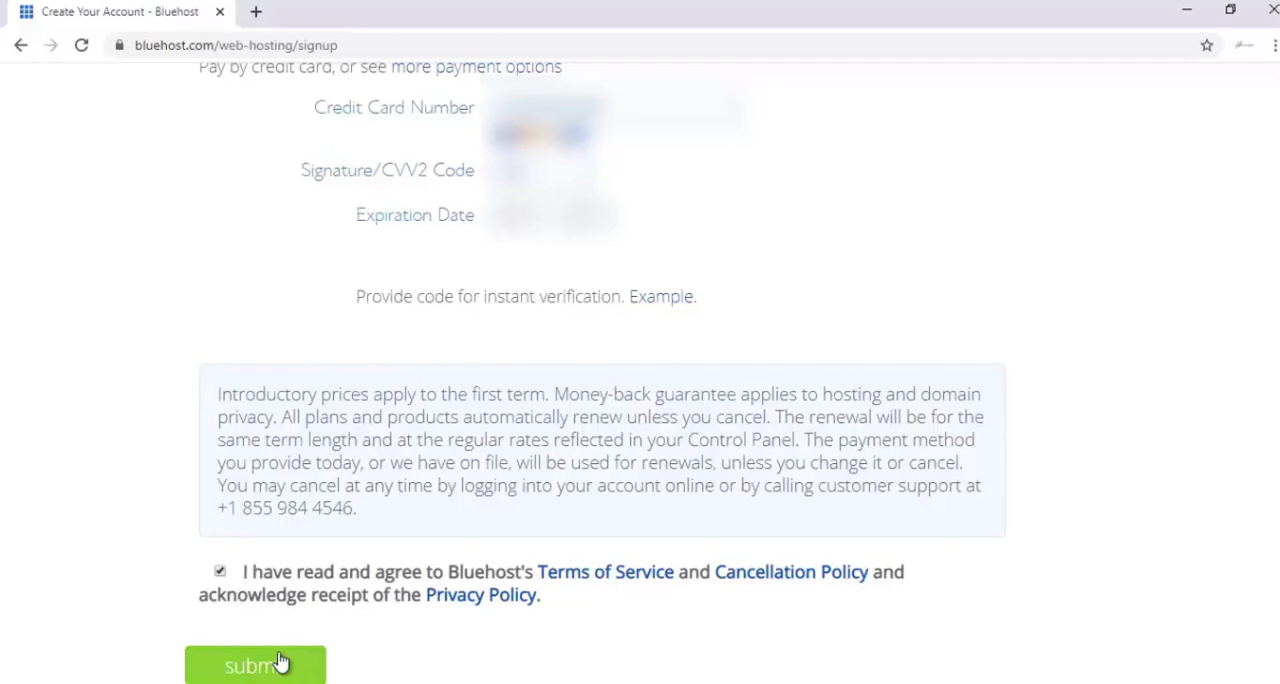 Create Your Account - Bluehost
bluehost.com/web-hosting/signup
Pay by credit card, or see more payment options
Credit Card Number
Signature/CVV2 Code
Expiration Date
Provide code for instant verification. Example.
Introductory prices apply to the first term. Money-back guarantee applies to hosting and domain
privacy. All plans and products automatically renew unless you cancel. The renewal will be for the
same term length and at the regular rates reflected in your Control Panel. The payment method
you provide today, or we have on file, will be used for renewals, unless you change it or cancel.
You may cancel at any time by logging into your account online or by calling customer support at
+1 855 984 4546.
I have read and agree to Bluehost's Terms of Service and Cancellation Policy and
acknowledge receipt of the Privacy Policy.